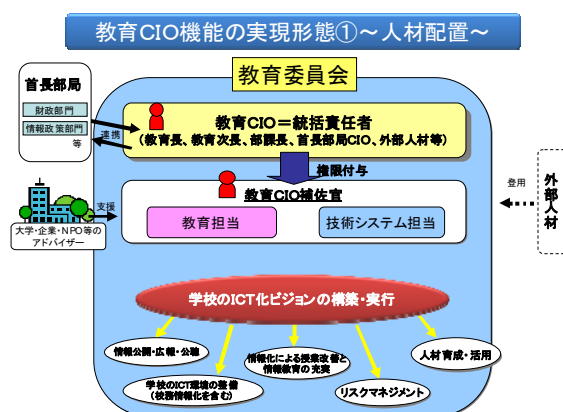 教育CIO機能の実現形態①～人材配置～
教育委員会
首長部局
財政部門
情報政策部門
等
連携
教育CIO＝統括責任者
（教育長、教育次長、部課長、首長部局CIO、外部人材等）
権限付与
教育CIO補佐官
教育担当
技術システム担当
支援
大学・企業・NPO等の
アドバイザー
登用
外部人材
学校のICT化ビジョンの構築・実行
情報公開・広報・公聴
学校のICT環境の整備
（校務情報化を含む）
情報化による授業改善と
情報教育の充実
リスクマネジメント
人材育成・活用